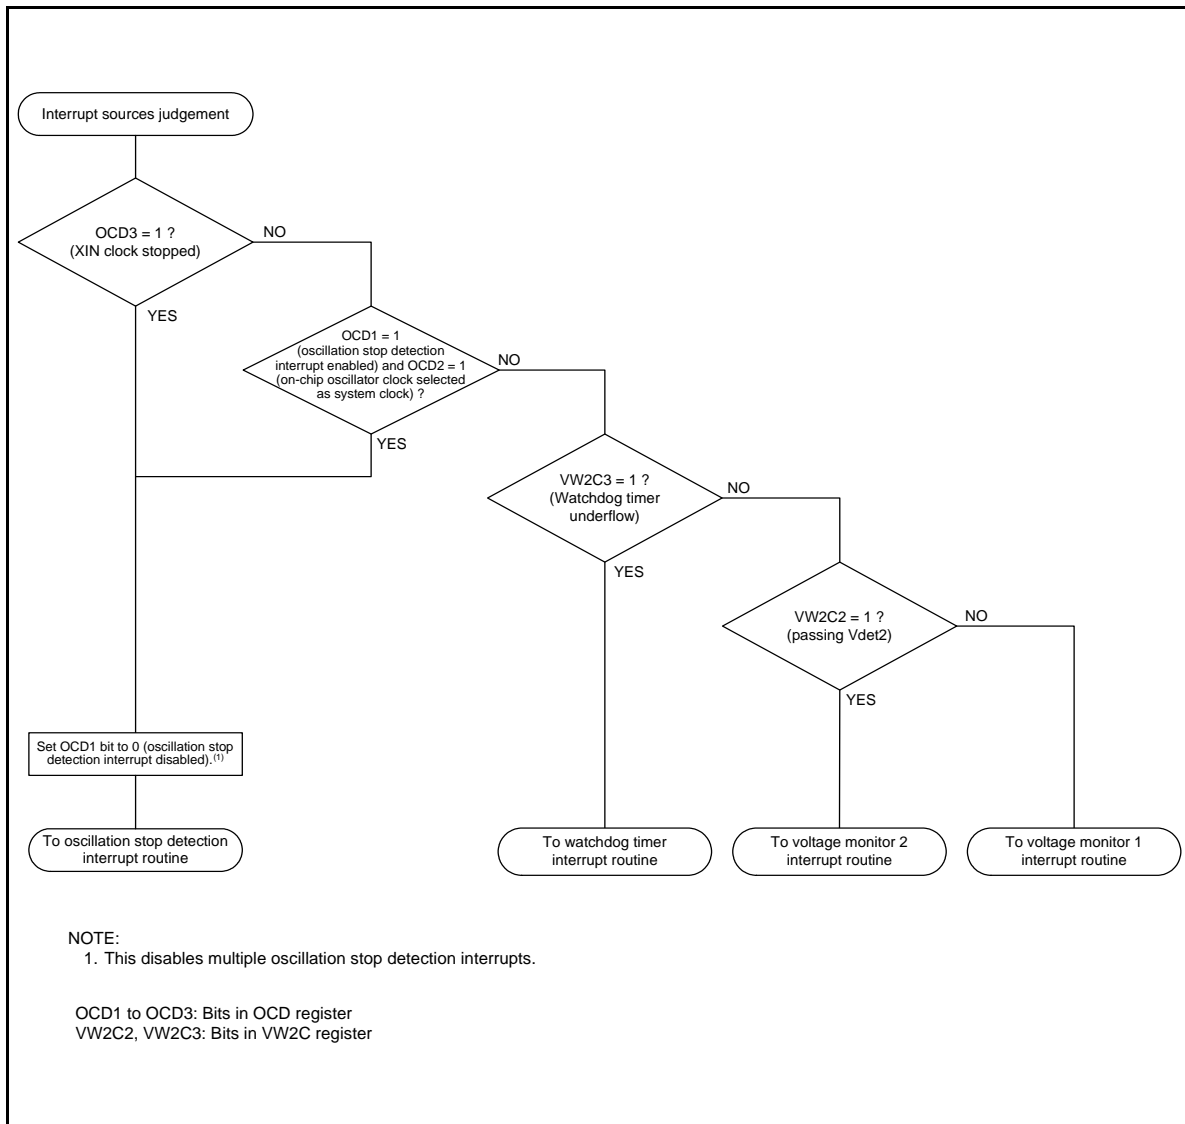 Interrupt sources judgement
OCD3 = 1 ?
(XIN clock stopped)
NO
YES
OCD1 = 1
(oscillation stop detection
interrupt enabled) and OCD2 = 1
(on-chip oscillator clock selected
as system clock) ?
NO
YES
VW2C3 = 1 ?
(Watchdog timer
underflow)
NO
YES
VW2C2 = 1 ?
(passing Vdet2)
NO
YES
Set OCD1 bit to 0 (oscillation stop
detection interrupt disabled).(1)
To oscillation stop detection
interrupt routine
To watchdog timer
interrupt routine
To voltage monitor 2
interrupt routine
To voltage monitor 1
interrupt routine
NOTE:
1. This disables multiple oscillation stop detection interrupts.
OCD1 to OCD3: Bits in OCD register
VW2C2, VW2C3: Bits in VW2C register